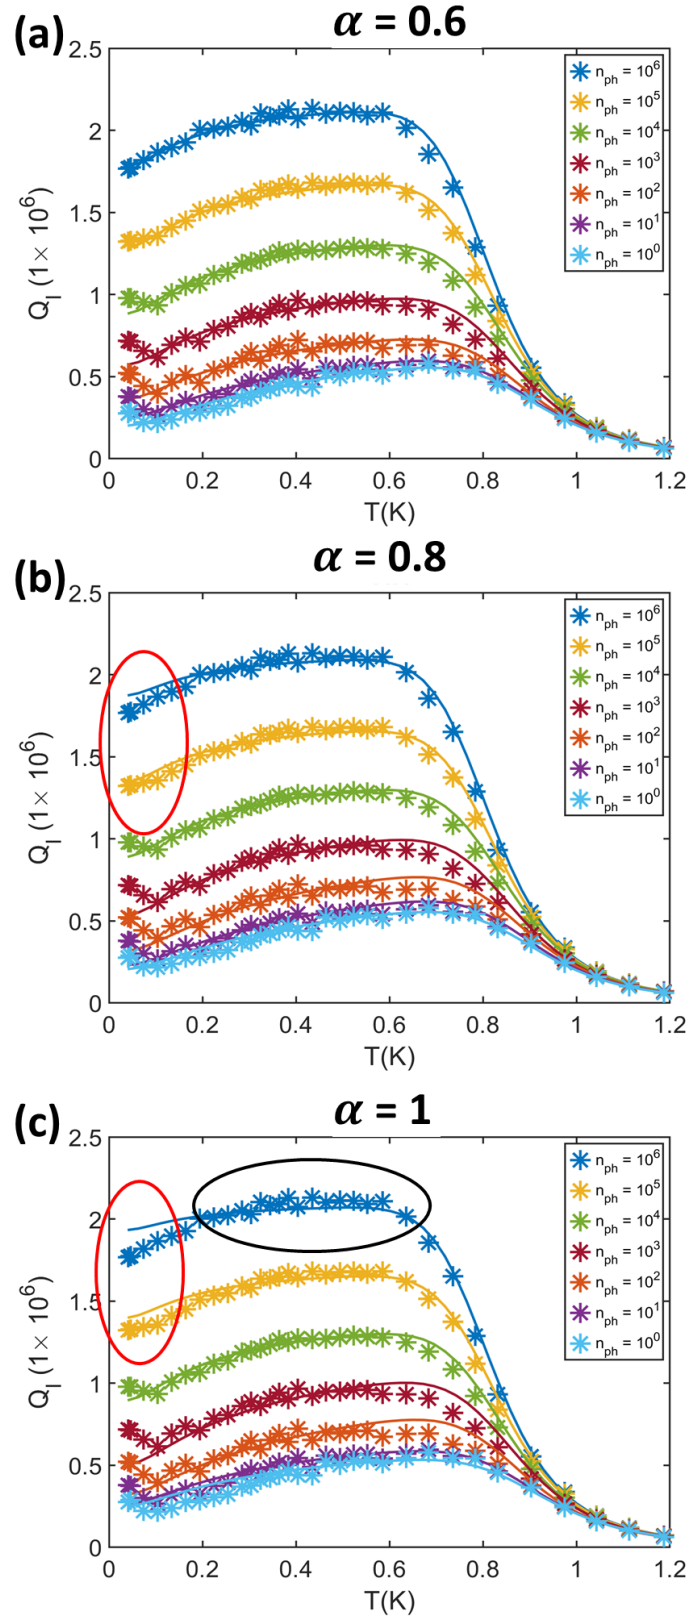 (a)
α = 0.6
2.5
2
1.5
1
0.5
0
Q_I (1× 10^6)
0
0.2
0.4
0.6
0.8
1
1.2
T(K)
n_ph = 10^6
n_ph = 10^5
n_ph = 10^4
n_ph = 10^3
n_ph = 10^2
n_ph = 10^1
n_ph = 10^0
(b)
α = 0.8
2.5
2
1.5
1
0.5
0
Q_I (1× 10^6)
0
0.2
0.4
0.6
0.8
1
1.2
T(K)
n_ph = 10^6
n_ph = 10^5
n_ph = 10^4
n_ph = 10^3
n_ph = 10^2
n_ph = 10^1
n_ph = 10^0
(c)
α = 1
2.5
2
1.5
1
0.5
0
Q_I (1× 10^6)
0
0.2
0.4
0.6
0.8
1
1.2
T(K)
n_ph = 10^6
n_ph = 10^5
n_ph = 10^4
n_ph = 10^3
n_ph = 10^2
n_ph = 10^1
n_ph = 10^0